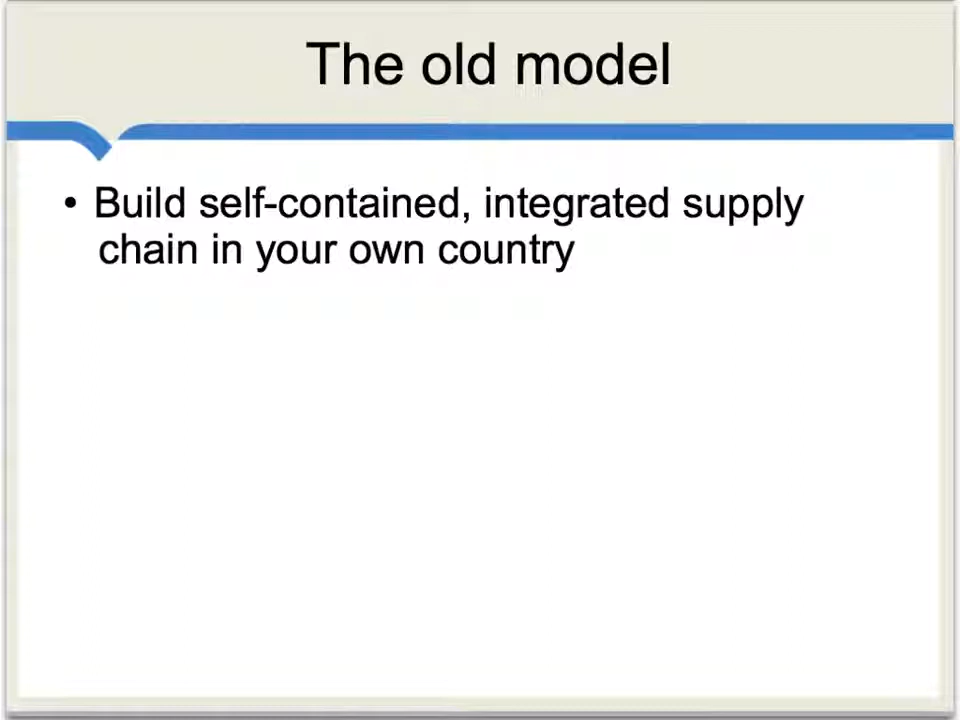 The old model
• Build self-contained, integrated supply
chain in your own country